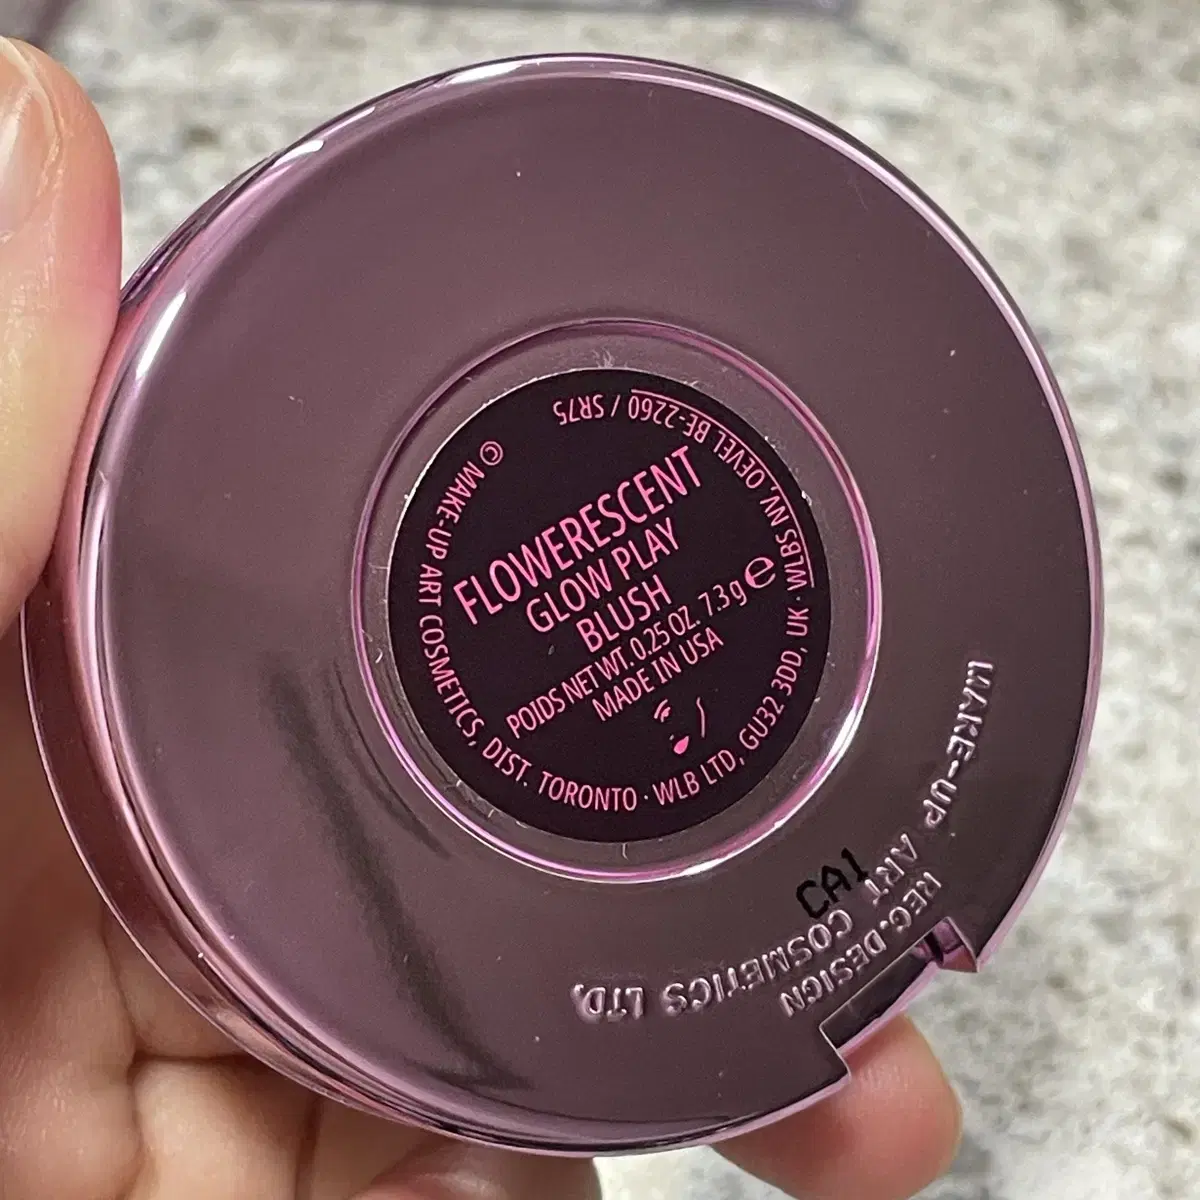 FLOWERESCENT
GLOW PLAY
BLUSH
POIDS NET WT. 0.25 OZ. 7.3 g e
MADE IN USA
© MAKE-UP ART COSMETICS, DIST. TORONTO · WLB LTD, GU32 3DD, UK · WLBS NV, OEVEL BE-2260 / SR75
CA1
MAKE-UP ART COSMETICS LTD.
REG. DESIGN